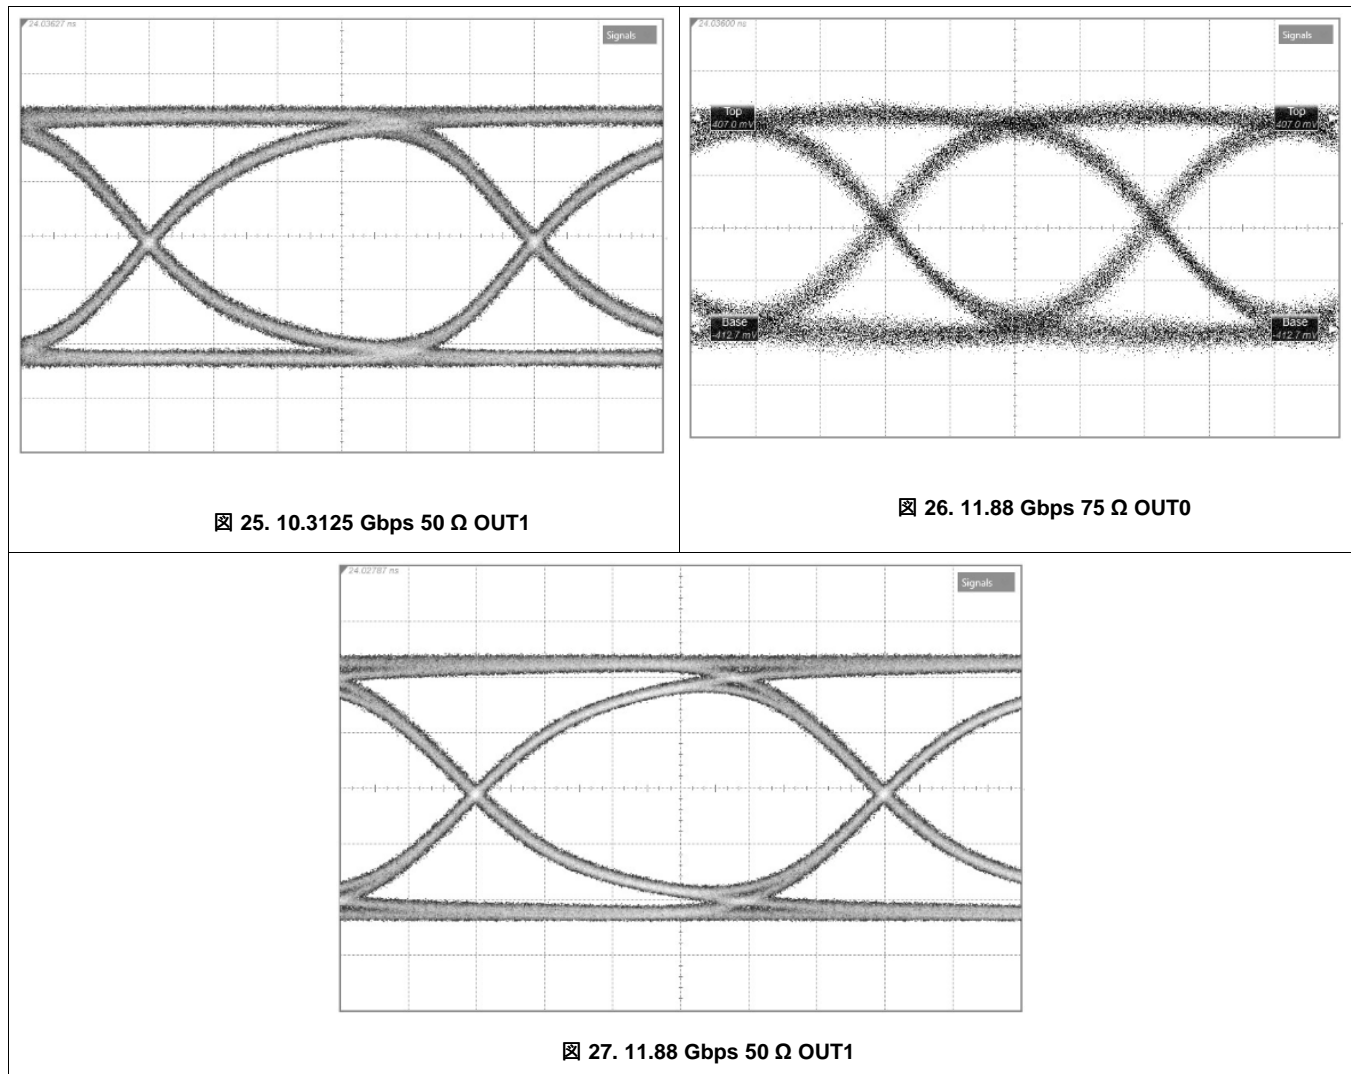 24.03627 ns
Signals
図 25. 10.3125 Gbps 50 Ω OUT1
24.03600 ns
Signals
Top
407.0 mV
Top
407.0 mV
Base
-412.7 mV
Base
-412.7 mV
図 26. 11.88 Gbps 75 Ω OUT0
24.02787 ns
Signals
図 27. 11.88 Gbps 50 Ω OUT1